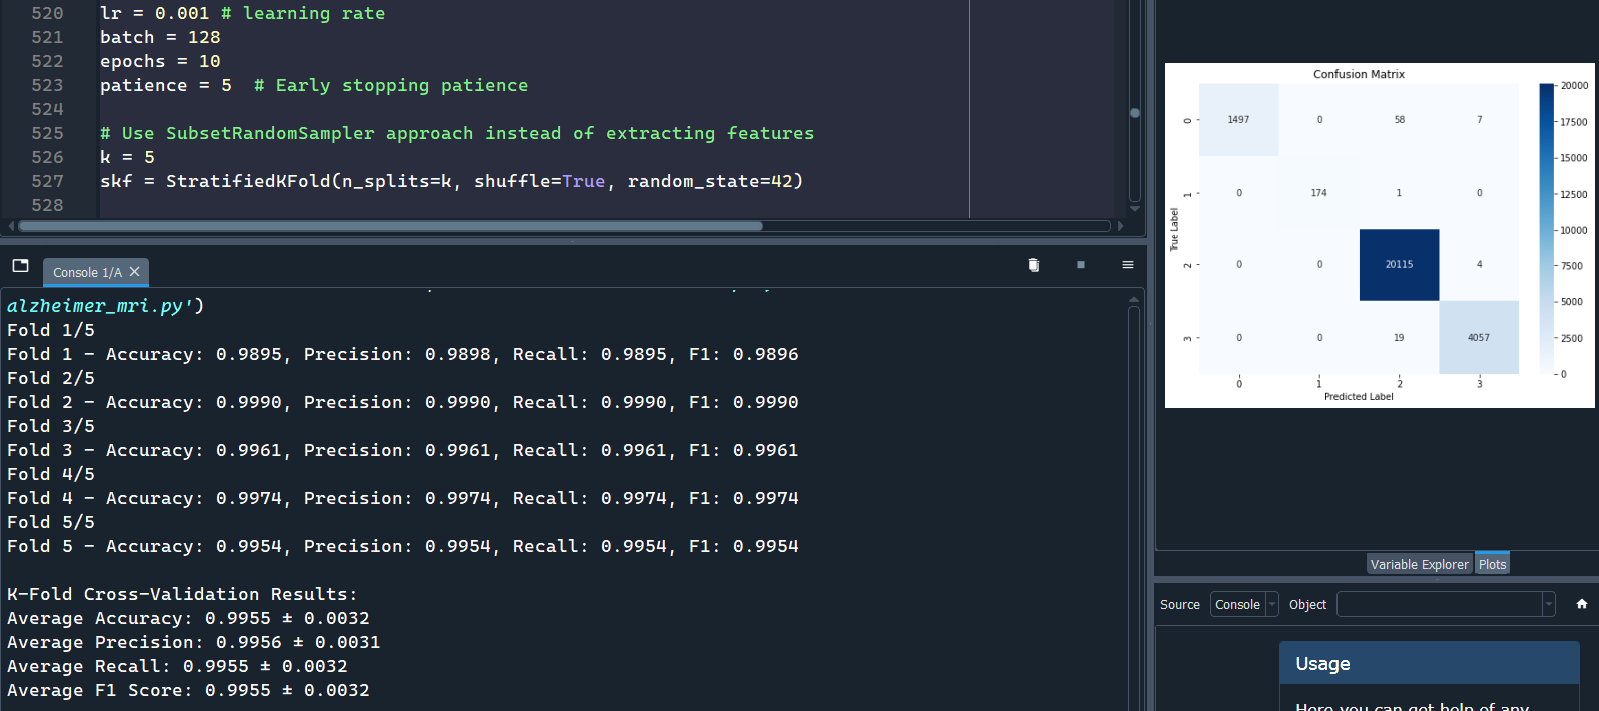 520 lr = 0.001 # learning rate
521 batch = 128
522 epochs = 10
523 patience = 5  # Early stopping patience
524
525 # Use SubsetRandomSampler approach instead of extracting features
526 k = 5
527 skf = StratifiedKFold(n_splits=k, shuffle=True, random_state=42)
528
Console 1/A
alzheimer_mri.py')
Fold 1/5
Fold 1 - Accuracy: 0.9895, Precision: 0.9898, Recall: 0.9895, F1: 0.9896
Fold 2/5
Fold 2 - Accuracy: 0.9990, Precision: 0.9990, Recall: 0.9990, F1: 0.9990
Fold 3/5
Fold 3 - Accuracy: 0.9961, Precision: 0.9961, Recall: 0.9961, F1: 0.9961
Fold 4/5
Fold 4 - Accuracy: 0.9974, Precision: 0.9974, Recall: 0.9974, F1: 0.9974
Fold 5/5
Fold 5 - Accuracy: 0.9954, Precision: 0.9954, Recall: 0.9954, F1: 0.9954
K-Fold Cross-Validation Results:
Average Accuracy: 0.9955 ± 0.0032
Average Precision: 0.9956 ± 0.0031
Average Recall: 0.9955 ± 0.0032
Average F1 Score: 0.9955 ± 0.0032
Confusion Matrix
0 1497 0 58 7
1 0 174 1 0
2 0 0 20115 4
3 0 0 19 4057
0 1 2 3
True Label
Predicted Label
20000
17500
15000
12500
10000
7500
5000
2500
0
Variable Explorer Plots
Source Console Object
Usage
Here you can get help of any